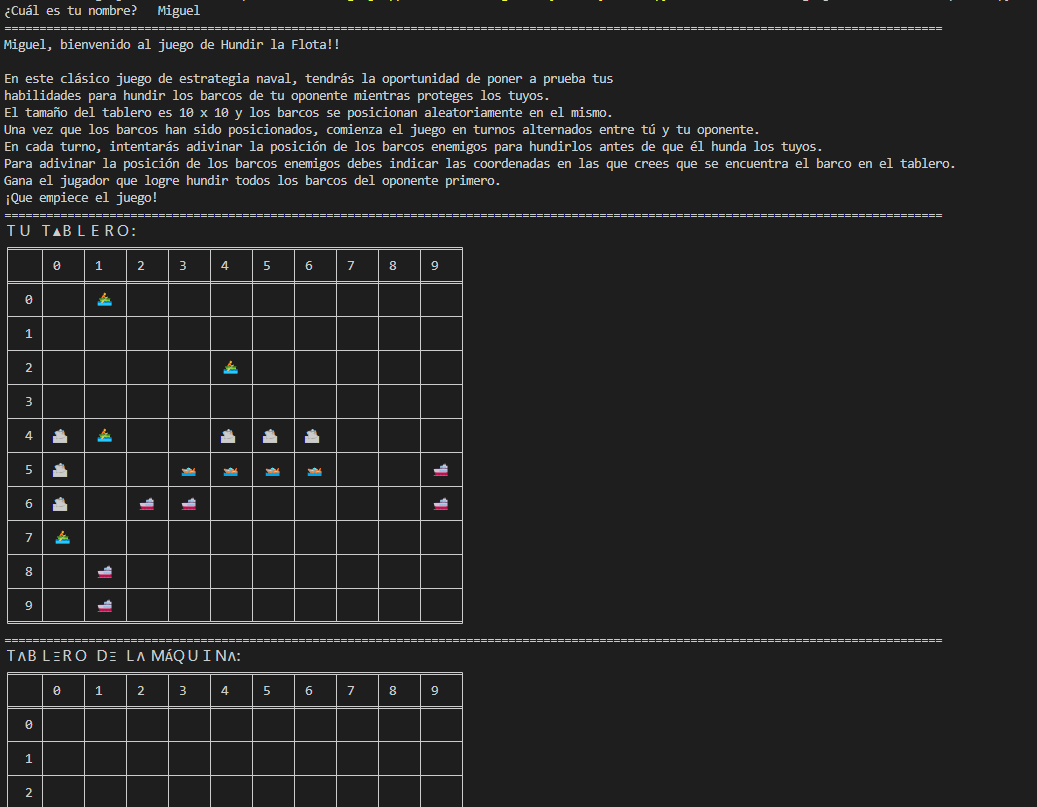 ¿Cuál es tu nombre?   Miguel
Miguel, bienvenido al juego de Hundir la Flota!!
En este clásico juego de estrategia naval, tendrás la oportunidad de poner a prueba tus
habilidades para hundir los barcos de tu oponente mientras proteges los tuyos.
El tamaño del tablero es 10 x 10 y los barcos se posicionan aleatoriamente en el mismo.
Una vez que los barcos han sido posicionados, comienza el juego en turnos alternados entre tú y tu oponente.
En cada turno, intentarás adivinar la posición de los barcos enemigos para hundirlos antes de que él hunda los tuyos.
Para adivinar la posición de los barcos enemigos debes indicar las coordenadas en las que crees que se encuentra el barco en el tablero.
Gana el jugador que logre hundir todos los barcos del oponente primero.
¡Que empiece el juego!
TU T▲BLERO:
0 1 2 3 4 5 6 7 8 9
0
1
2
3
4
5
6
7
8
9
TΛBLΞRO DΞ LΛ MÁQUINΛ:
0 1 2 3 4 5 6 7 8 9
0
1
2